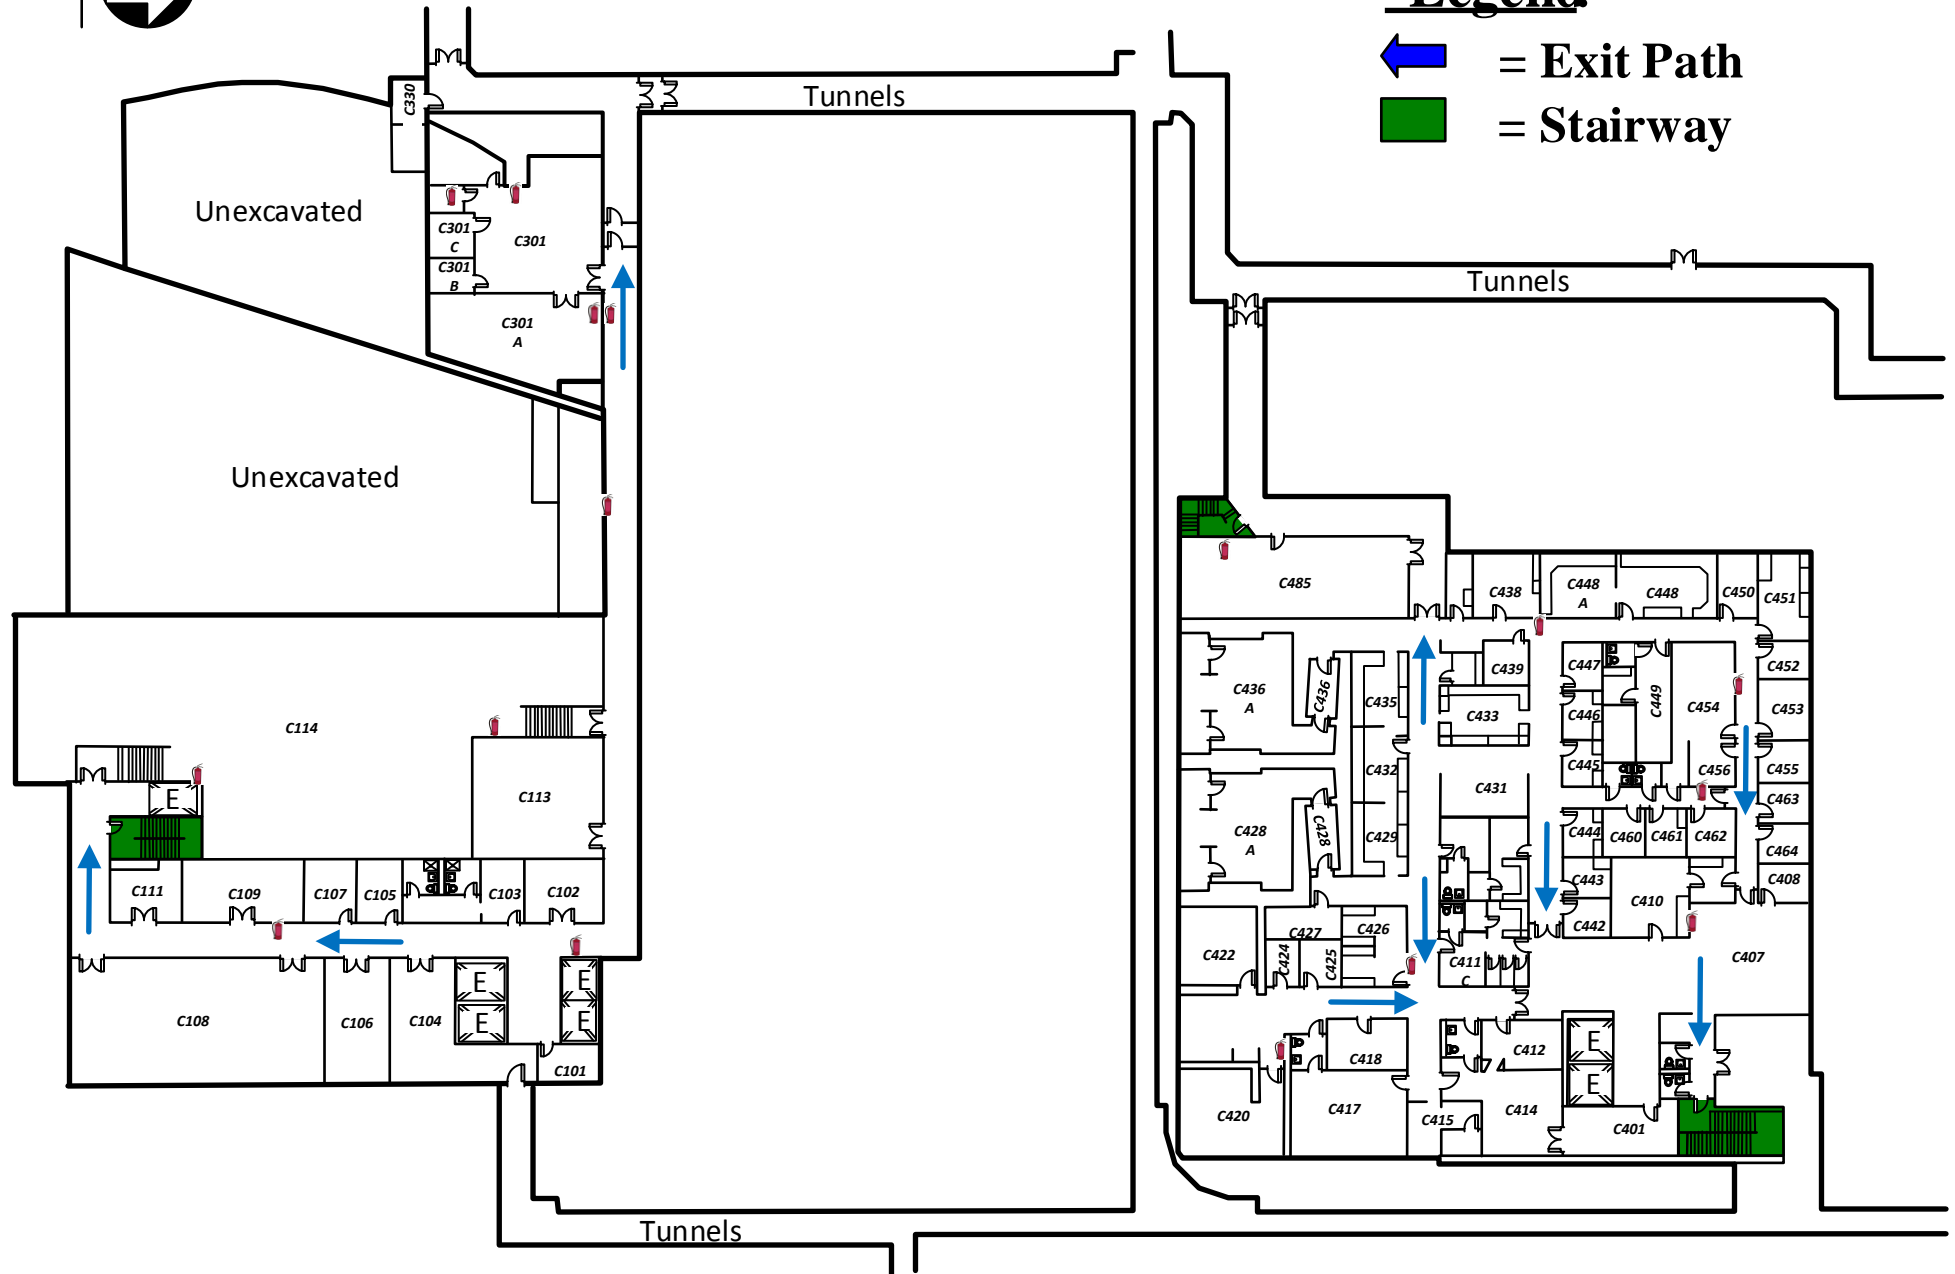 Legend
= Exit Path
= Stairway
Tunnels
C330
Unexcavated
C301
C
C301
C301
B
Tunnels
C301
A
Unexcavated
C485
C438
C448
A
C448
C450
C451
C436
A
C436
C435
C439
C447
C449
C454
C452
C453
C433
C446
C114
C432
C445
C456
C455
C431
C463
E
C113
C428
A
C428
C429
C444
C460
C461
C462
C464
C111
C109
C107
C105
C103
C102
C443
C408
C410
C442
C427
C426
C422
C424
C425
C411
C
C407
E
E
C108
C106
C104
E
E
C418
C412
E
E
C101
C420
C417
C415
C414
C401
Tunnels